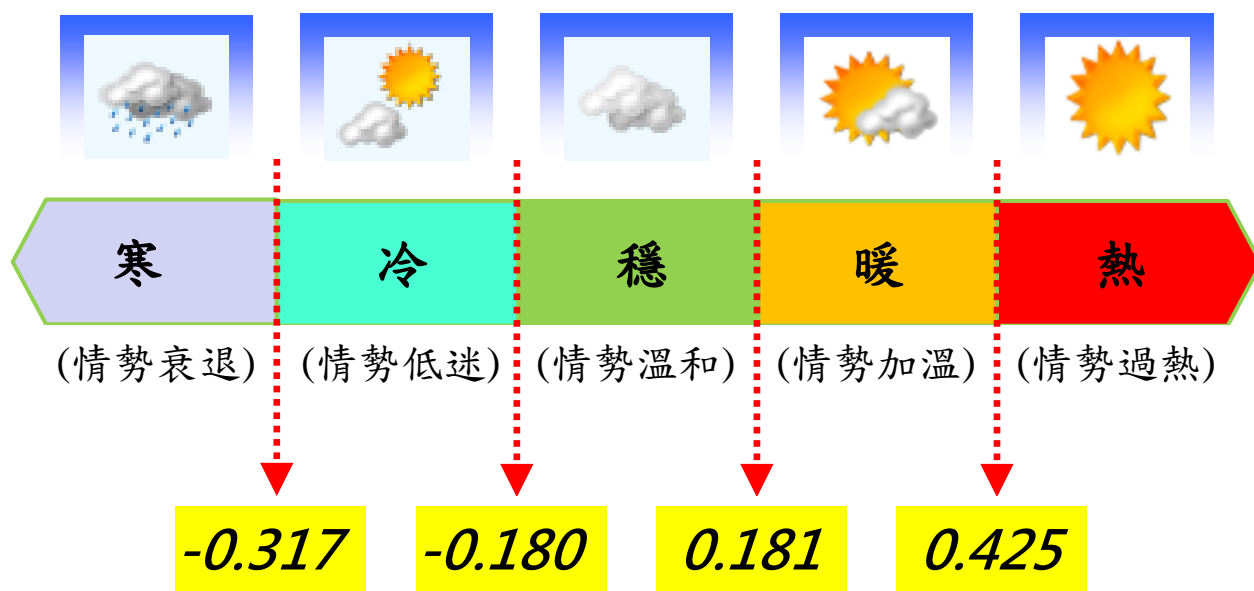 寒 冷 穩 暖 熱
(情勢衰退) (情勢低迷) (情勢溫和) (情勢加溫) (情勢過熱)
-0.317 -0.180 0.181 0.425